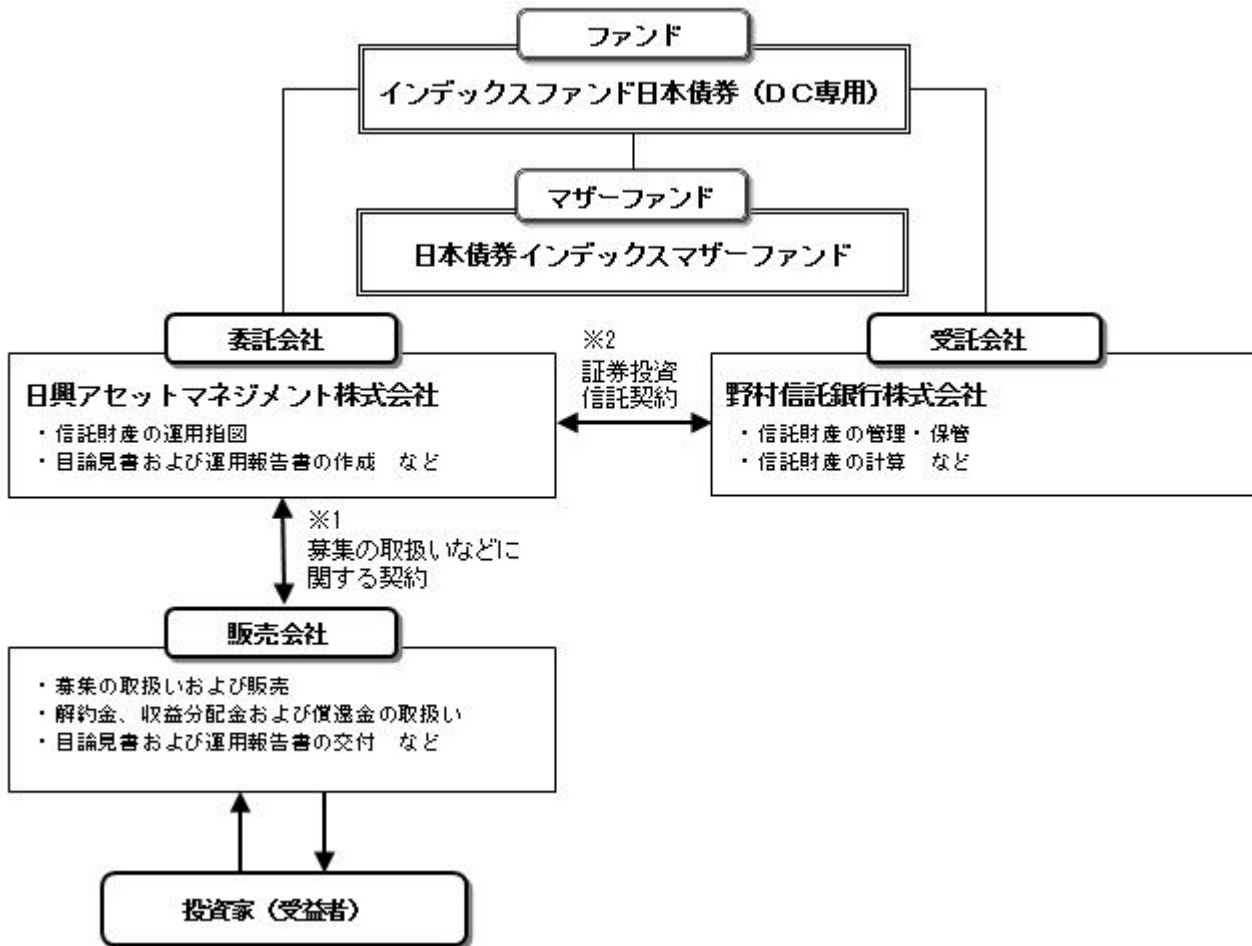 ファンド
インデックスファンド日本債券（ＤＣ専用）
マザーファンド
日本債券インデックスマザーファンド
委託会社
日興アセットマネジメント株式会社
・信託財産の運用指図
・目論見書および運用報告書の作成　など
※2
証券投資
信託契約
受託会社
野村信託銀行株式会社
・信託財産の管理・保管
・信託財産の計算　など
※1
募集の取扱いなどに
関する契約
販売会社
・募集の取扱いおよび販売
・解約金、収益分配金および償還金の取扱い
・目論見書および運用報告書の交付　など
投資家（受益者）